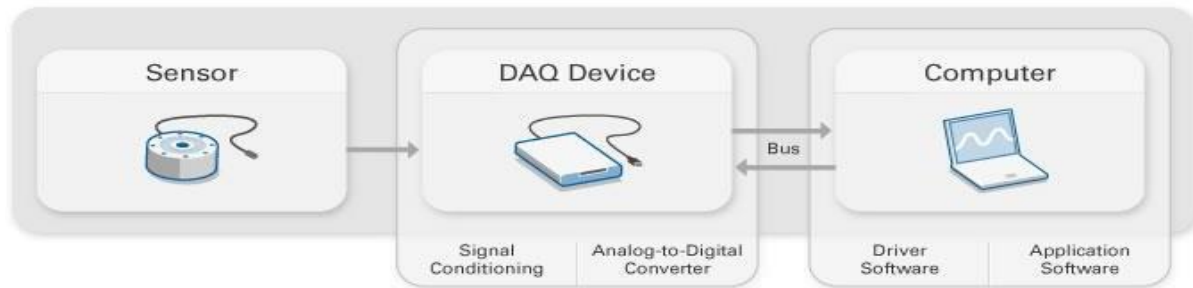 Sensor
DAQ Device
Computer
Bus
Signal
Conditioning
Analog-to-Digital
Converter
Driver
Software
Application
Software